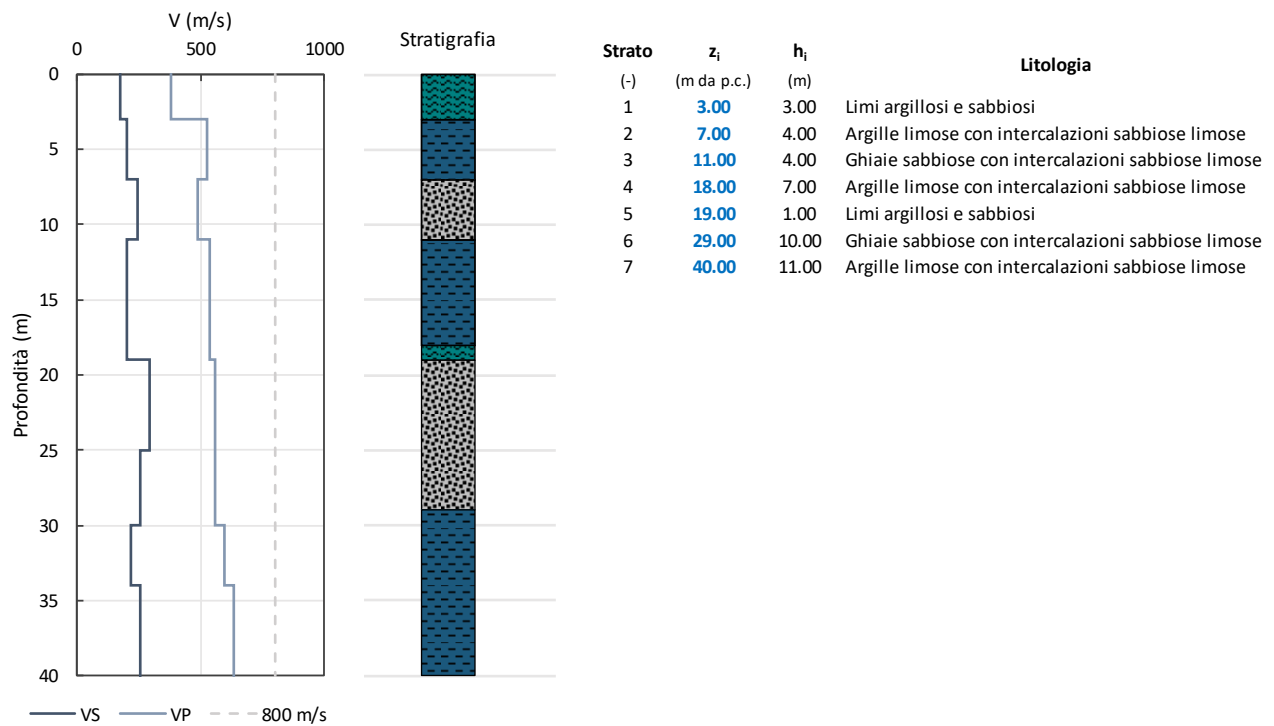 V (m/s)
0 500 1000
Stratigrafia
0
5
10
15
20
25
30
35
40
Profondità (m)
VS VP 800 m/s
Strato zi hi Litologia
(-) (m da p.c.) (m)
1 3.00 3.00 Limi argillosi e sabbiosi
2 7.00 4.00 Argille limose con intercalazioni sabbiose limose
3 11.00 4.00 Ghiaie sabbiose con intercalazioni sabbiose limose
4 18.00 7.00 Argille limose con intercalazioni sabbiose limose
5 19.00 1.00 Limi argillosi e sabbiosi
6 29.00 10.00 Ghiaie sabbiose con intercalazioni sabbiose limose
7 40.00 11.00 Argille limose con intercalazioni sabbiose limose